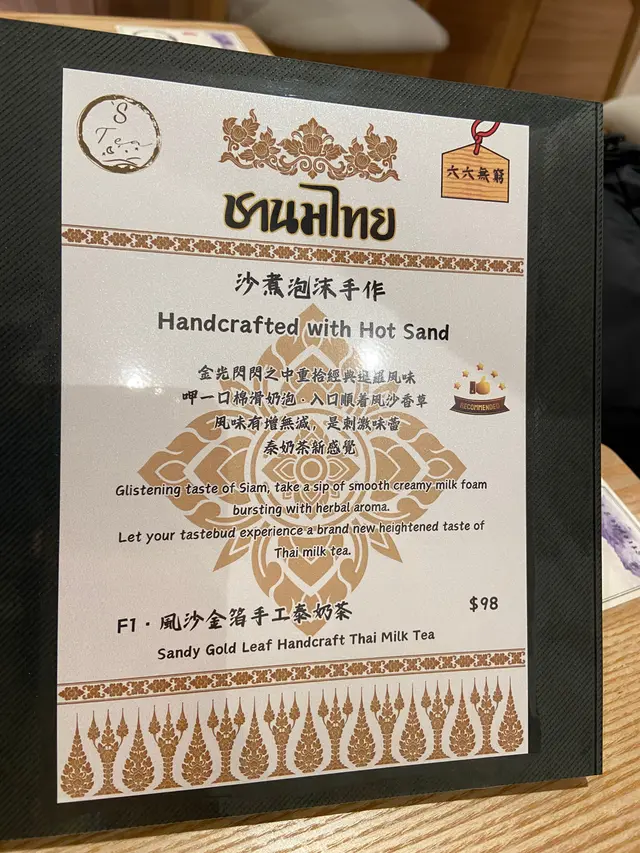 'S
Tea
六六無窮
ชานมไทย
沙煮泡沫手作
Handcrafted with Hot Sand
金光閃閃之中重拾經典暹羅風味
呷一口棉滑奶泡·入口順着風沙香草
風味有增無減，是刺激味蕾
泰奶茶新感覺
RECOMMENDED
Glistening taste of Siam, take a sip of smooth creamy milk foam
bursting with herbal aroma.
Let your tastebud experience a brand new heightened taste of
Thai milk tea.
F1·風沙金箔手工泰奶茶
$98
Sandy Gold Leaf Handcraft Thai Milk Tea